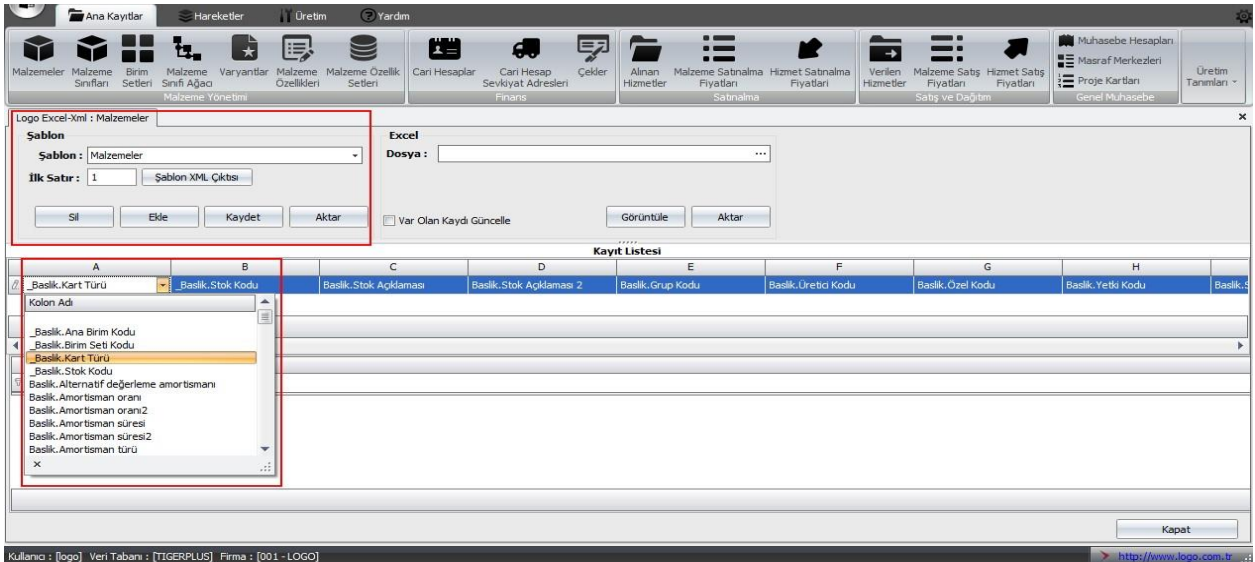 Ana Kayıtlar Hareketler Üretim Yardım
Malzemeler Malzeme Sınıfları Birim Setleri Malzeme Sınıfı Ağacı Varyantlar Malzeme Özellikleri Malzeme Özellik Setleri
Cari Hesaplar Cari Hesap Sevkiyat Adresleri Çekler
Alınan Hizmetler Malzeme Satınalma Fiyatları Hizmet Satınalma Fiyatları
Verilen Hizmetler Malzeme Satış Fiyatları Hizmet Satış Fiyatları
Muhasebe Hesapları
Masraf Merkezleri
Proje Kartları
Üretim Tanımları
Malzeme Yönetimi Finans Satınalma Satış ve Dağıtım Genel Muhasebe
Logo Excel-Xml : Malzemeler
Şablon
Şablon : Malzemeler
İlk Satır : 1 Şablon XML Çıktısı
Sil Ekle Kaydet Aktar
Excel
Dosya : ...
Var Olan Kaydı Güncelle Görüntüle Aktar
Kayıt Listesi
A B C D E F G H
_Baslik.Kart Türü _Baslik.Stok Kodu Baslik.Stok Açıklaması Baslik.Stok Açıklaması 2 Baslik.Grup Kodu Baslik.Üretici Kodu Baslik.Özel Kodu Baslik.Yetki Kodu Baslik.S
Kolon Adı
_Baslik.Ana Birim Kodu
_Baslik.Birim Seti Kodu
_Baslik.Kart Türü
_Baslik.Stok Kodu
Baslik.Alternatif değerleme amortismanı
Baslik.Amortisman oranı
Baslik.Amortisman oranı2
Baslik.Amortisman süresi
Baslik.Amortisman süresi2
Baslik.Amortisman türü
Kapat
Kullanıcı : [logo] Veri Tabanı : [TIGERPLUS] Firma : [001 - LOGO] http://www.logo.com.tr